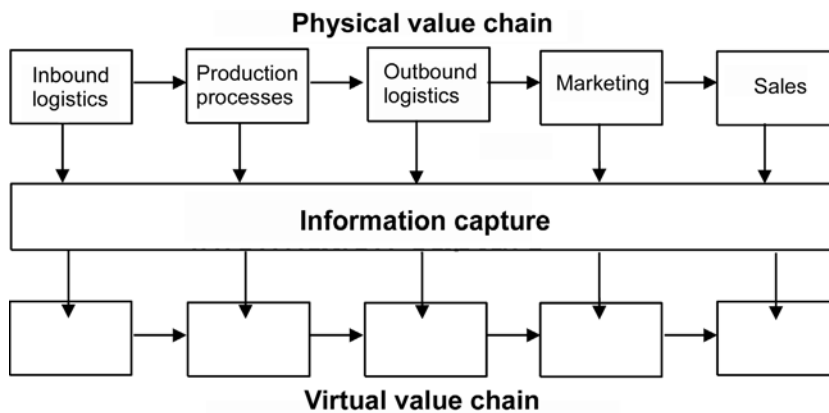 Physical value chain
Inbound
logistics
Production
processes
Outbound
logistics
Marketing
Sales
Information capture
Virtual value chain